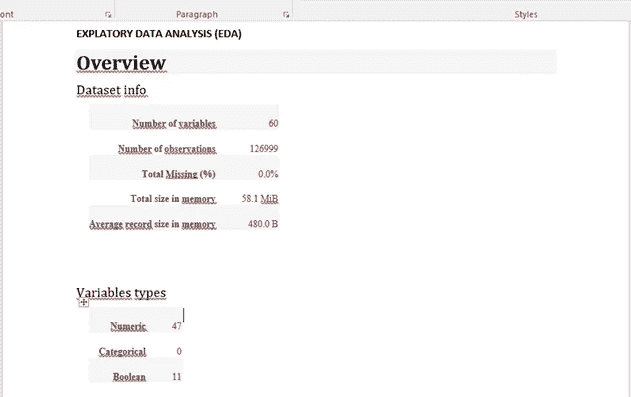 ont
Paragraph
Styles
EXPLATORY DATA ANALYSIS (EDA)
Overview
Dataset info
Number of variables 60
Number of observations 126999
Total Missing (%) 0.0%
Total size in memory 58.1 MiB
Average record size in memory 480.0 B
Variables types
Numeric 47
Categorical 0
Boolean 11